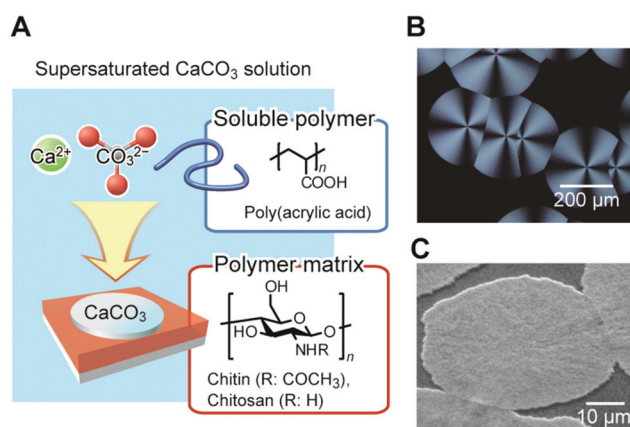 A
Supersaturated CaCO₃ solution
Ca²⁺
CO₃²⁻
Soluble polymer
n
COOH
Poly(acrylic acid)
Polymer matrix
CaCO₃
OH
O
HO
O
NHR
n
Chitin (R: COCH₃),
Chitosan (R: H)
B
200 μm
C
10 μm